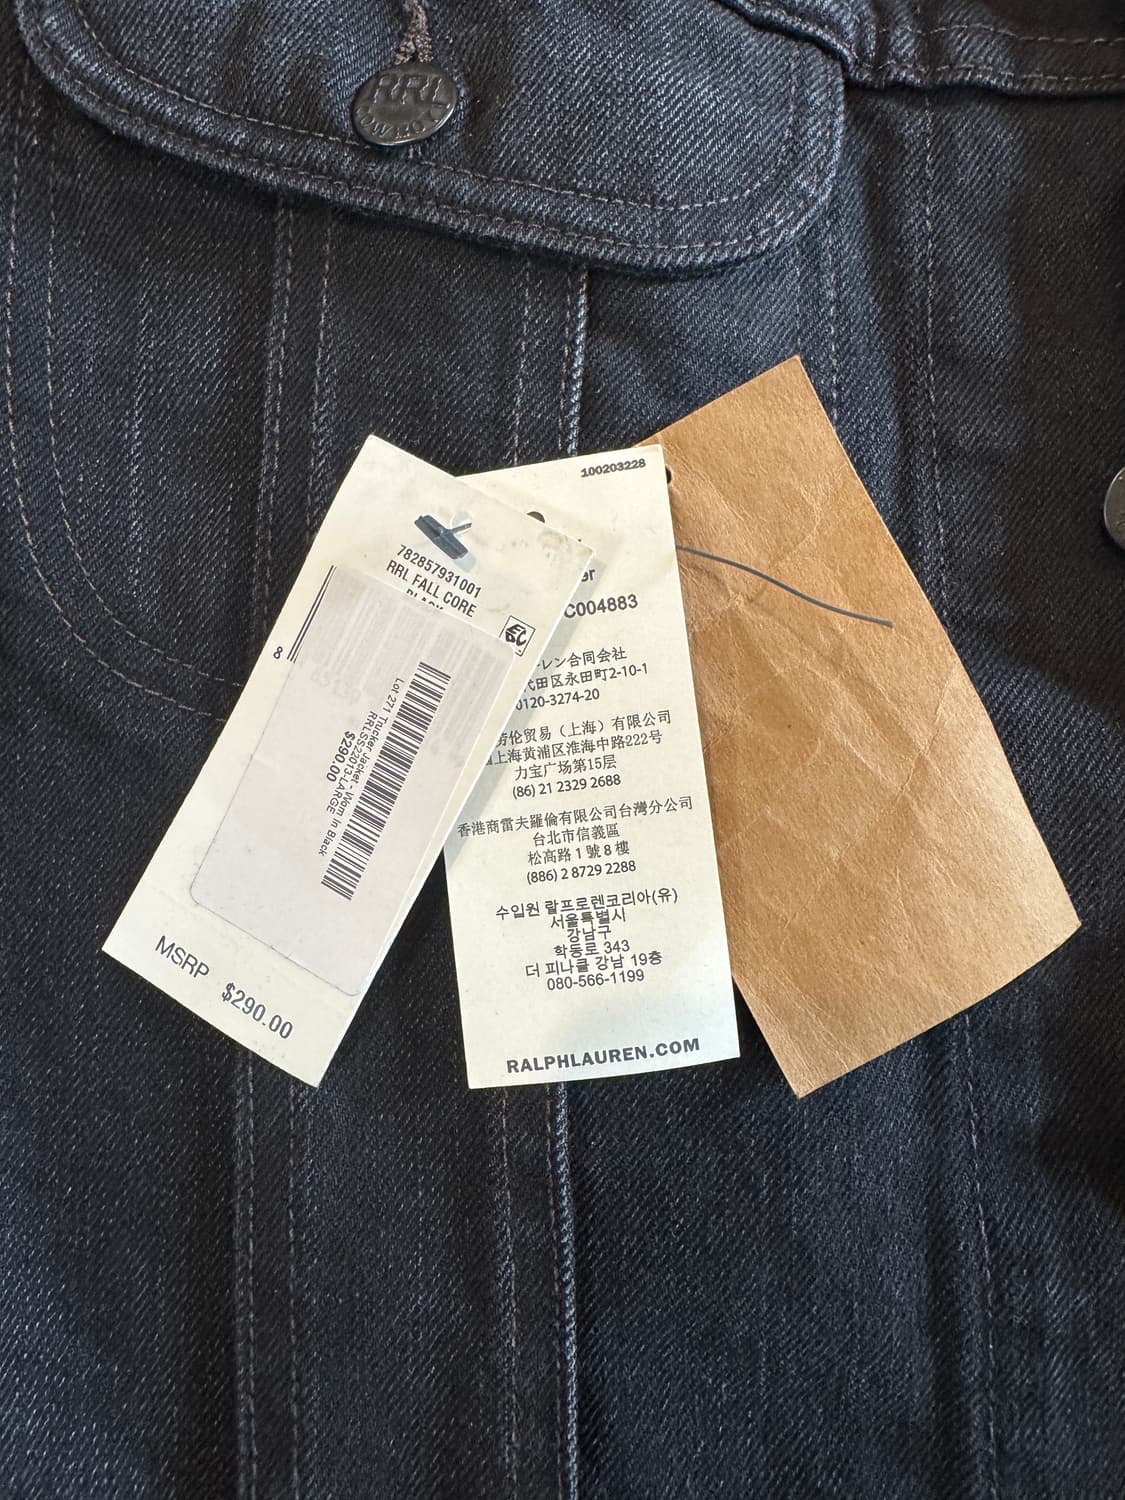 RRL
782857931001
RRL FALL CORE
8
Lot 271 Trucker Jacket - Worn In Black
RRLSS22013-LARGE
$290.00
MSRP $290.00
100203228
C004883
レン合同会社
代田区永田町2-10-1
0120-3274-20
劳伦贸易（上海）有限公司
上海黄浦区淮海中路222号
力宝广场第15层
(86) 21 2329 2688
香港商雷夫羅倫有限公司台灣分公司
台北市信義區
松高路 1 號 8 樓
(886) 2 8729 2288
수입원 랄프로렌코리아(유)
서울특별시
강남구
학동로 343
더 피나클 강남 19층
080-566-1199
RALPHLAUREN.COM